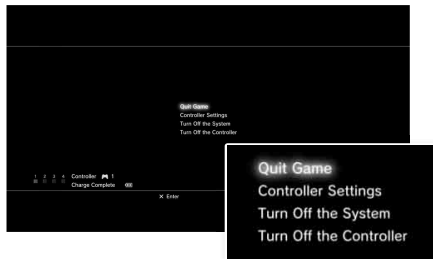 Quit Game
Controller Settings
Turn Off the System
Turn Off the Controller
1 2 3 4 Controller 1
Charge Complete
X Enter
Quit Game
Controller Settings
Turn Off the System
Turn Off the Controller